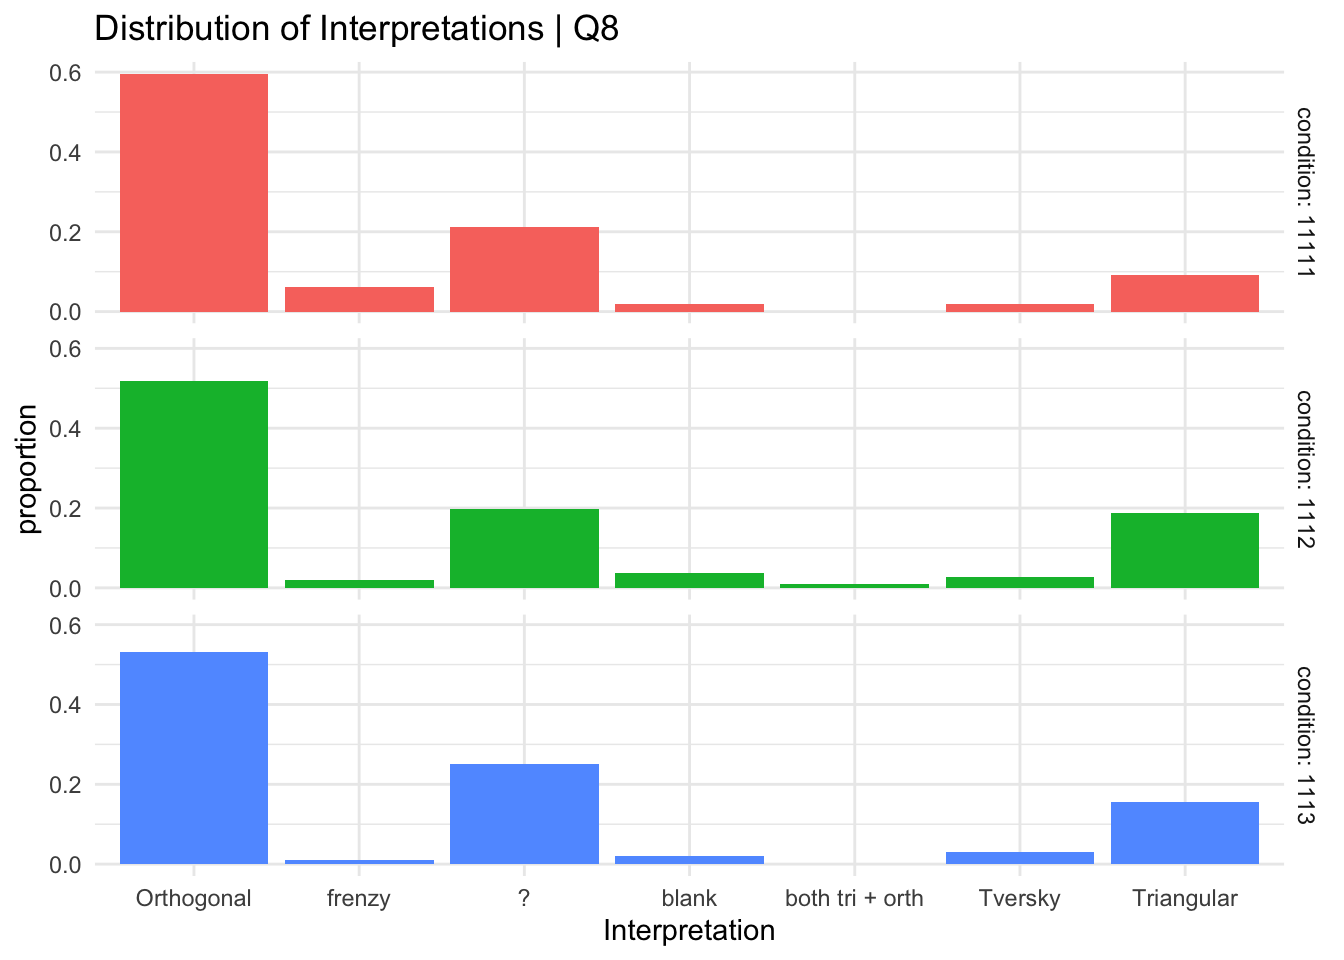 Distribution of Interpretations | Q8
proportion
0.6
0.4
0.2
0.0
condition: 11111
0.6
0.4
0.2
0.0
condition: 1112
0.6
0.4
0.2
0.0
condition: 1113
Orthogonal frenzy ? blank both tri + orth Tversky Triangular
Interpretation